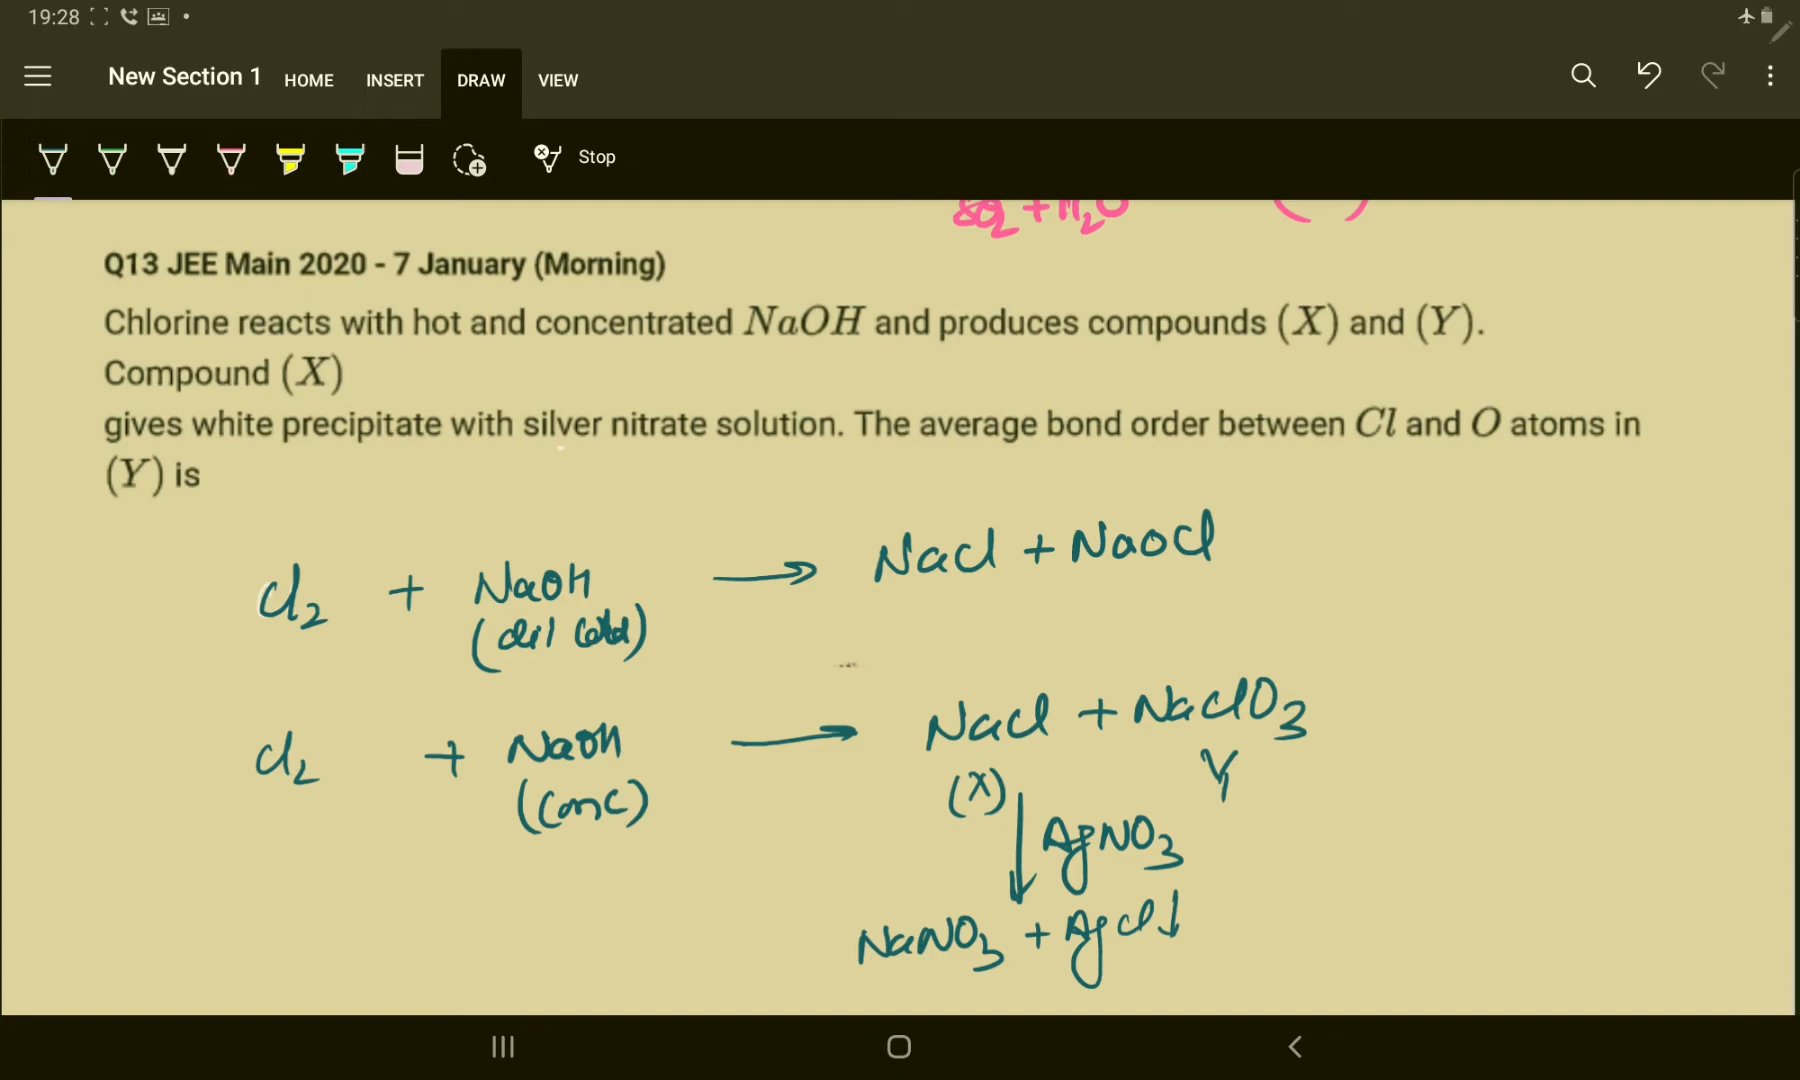 19:28
New Section 1 HOME INSERT DRAW VIEW
Stop
SO2 + H2O ( )
Q13 JEE Main 2020 - 7 January (Morning)
Chlorine reacts with hot and concentrated NaOH and produces compounds (X) and (Y).
Compound (X)
gives white precipitate with silver nitrate solution. The average bond order between Cl and O atoms in
(Y) is
Cl2 + NaOH → NaCl + NaOCl
(dil cold)
Cl2 + NaOH → NaCl + NaClO3
(conc) (X) Y
↓ AgNO3
NaNO3 + AgCl↓